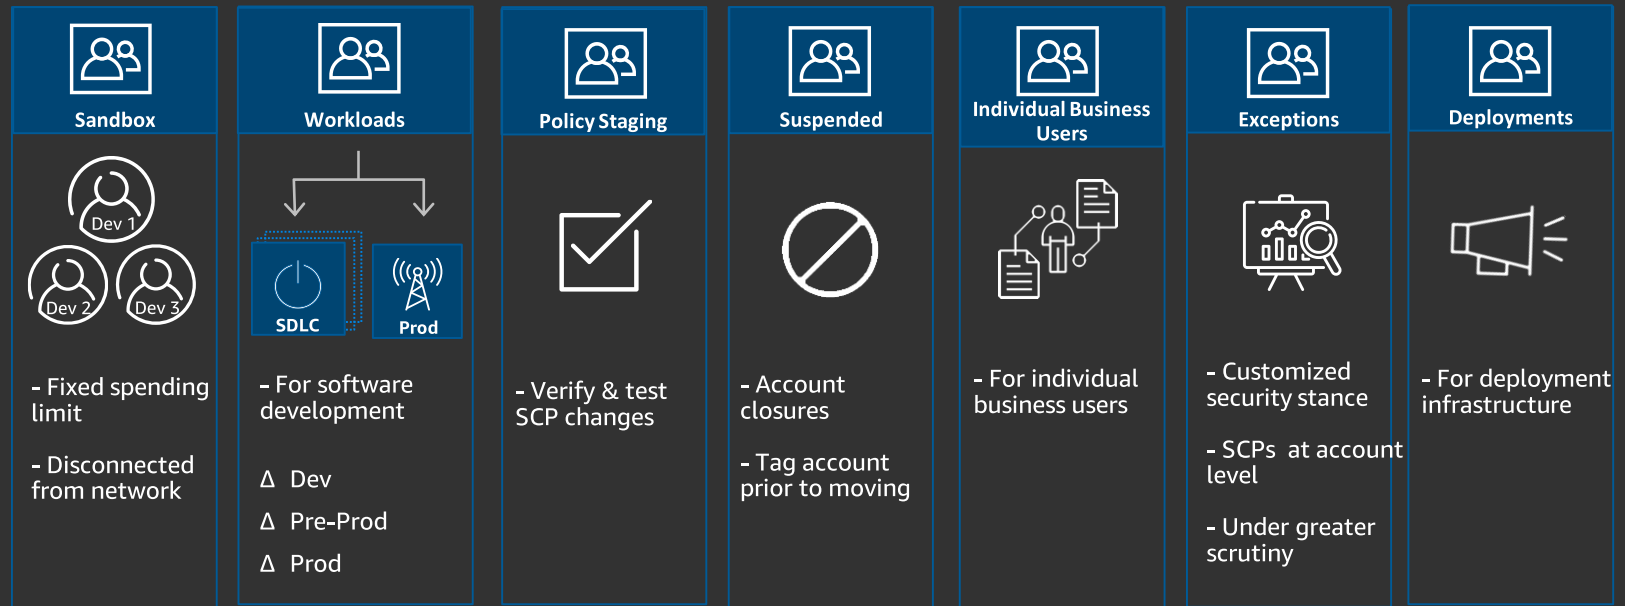 Sandbox
Dev 1
Dev 2
Dev 3
- Fixed spending
limit
- Disconnected
from network
Workloads
SDLC
Prod
- For software
development
Δ Dev
Δ Pre-Prod
Δ Prod
Policy Staging
- Verify & test
SCP changes
Suspended
- Account
closures
- Tag account
prior to moving
Individual Business
Users
- For individual
business users
Exceptions
- Customized
security stance
- SCPs at account
level
- Under greater
scrutiny
Deployments
- For deployment
infrastructure